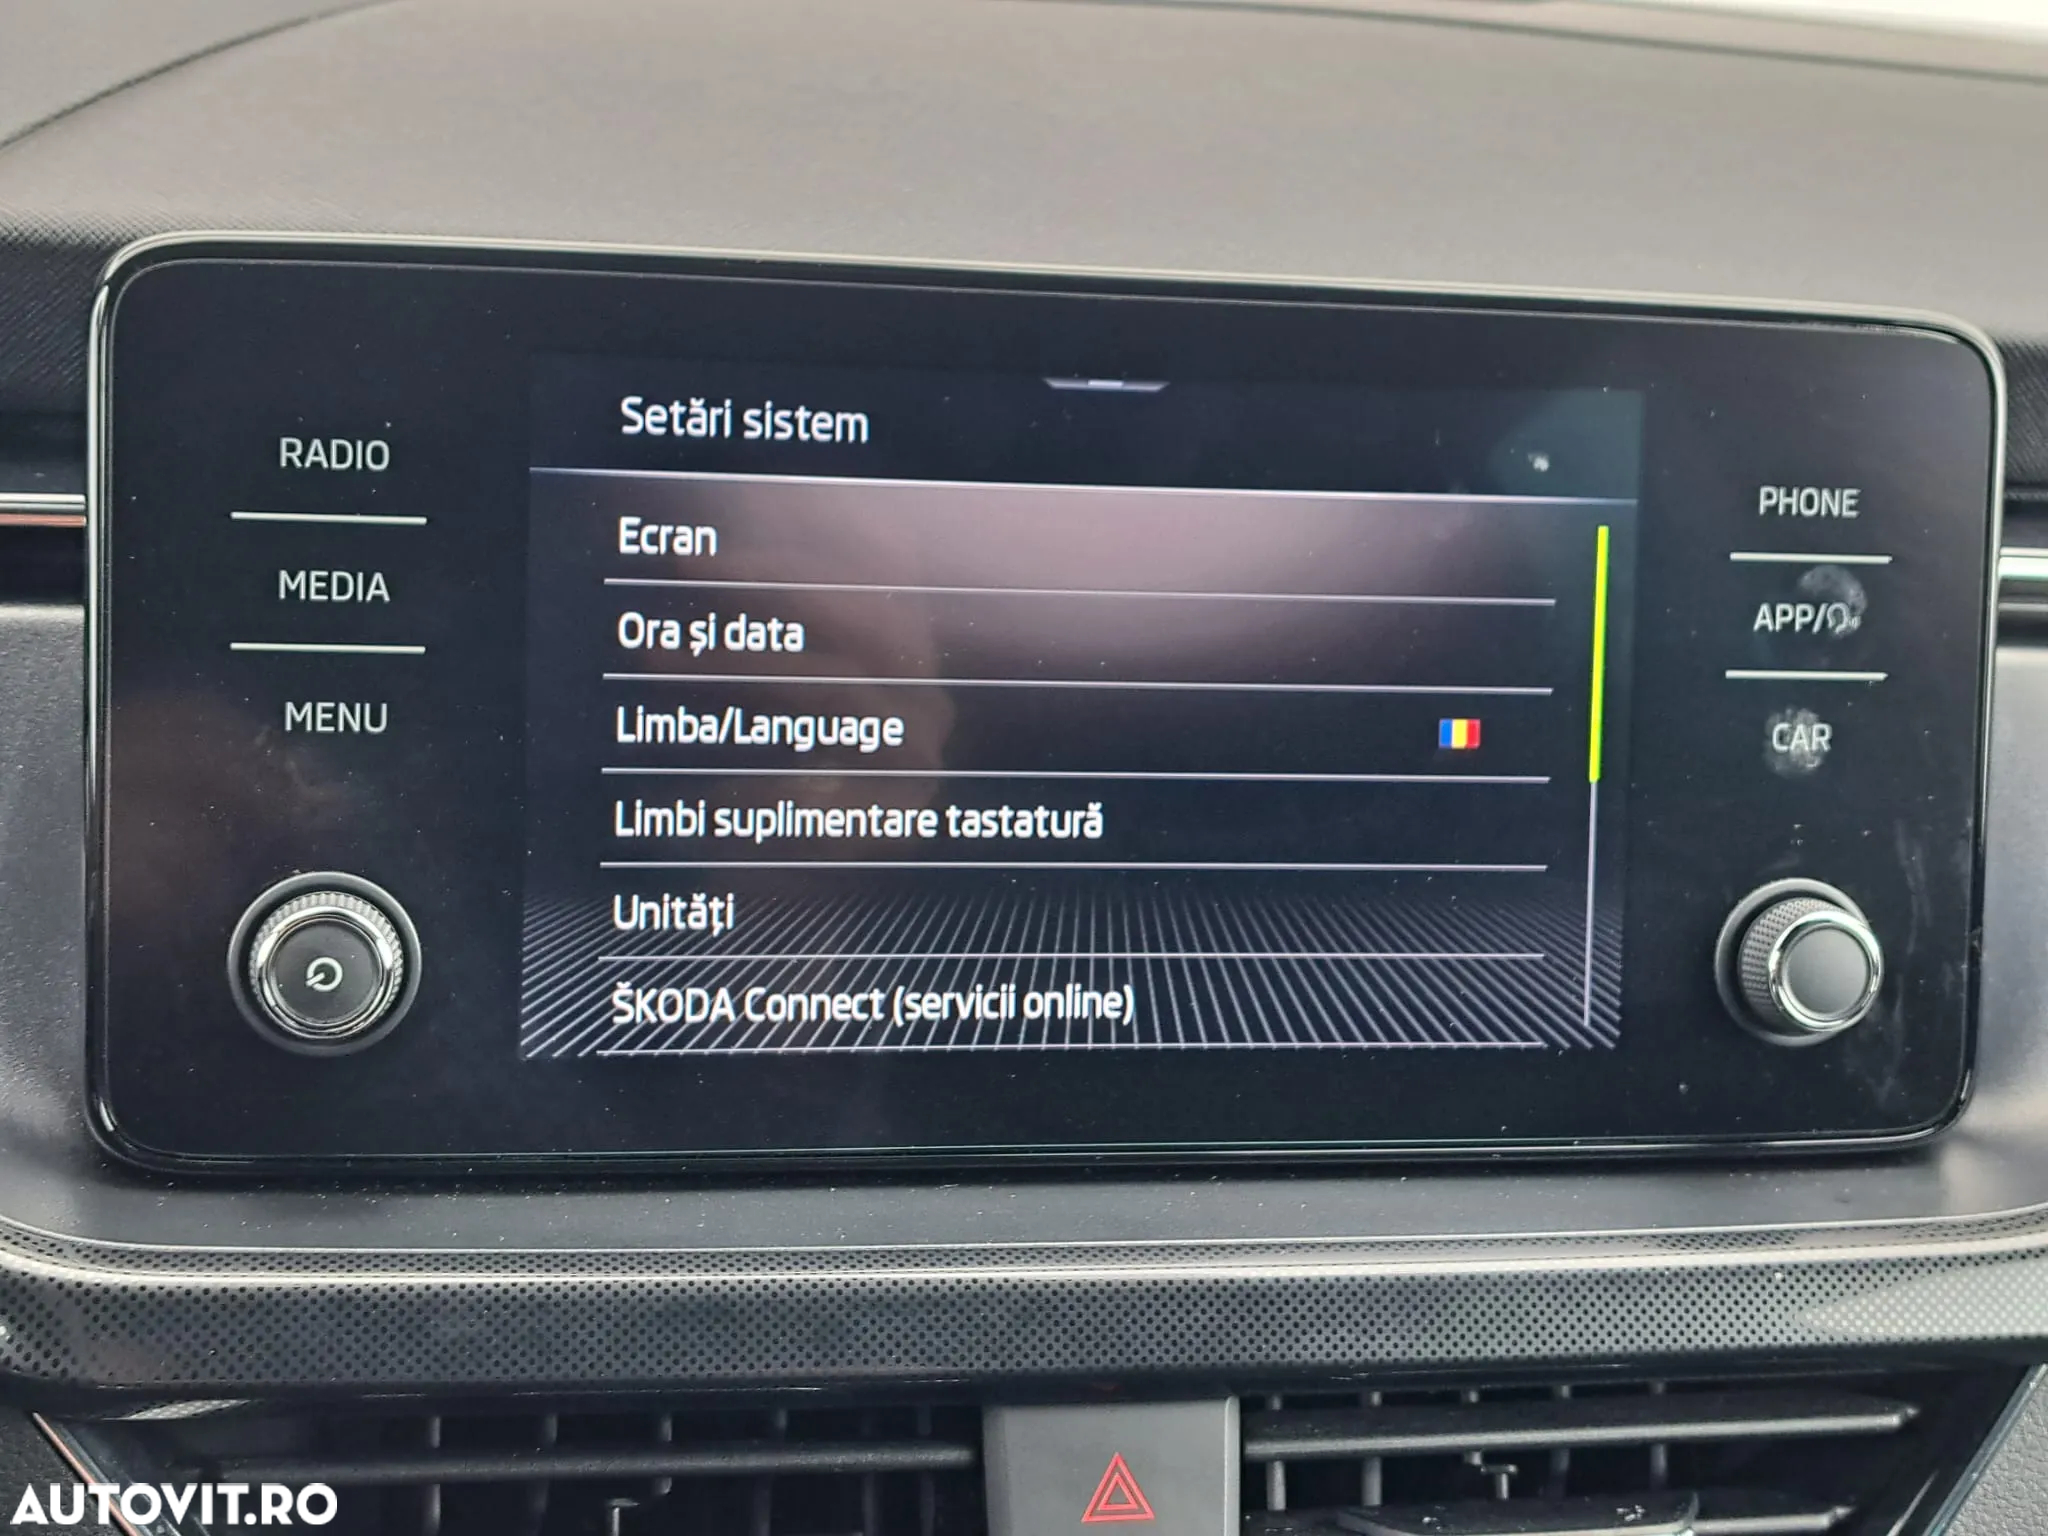 RADIO
MEDIA
MENU
Setări sistem
Ecran
Ora și data
Limba/Language
Limbi suplimentare tastatură
Unități
ŠKODA Connect (servicii online)
PHONE
APP/
CAR
AUTOVIT.RO